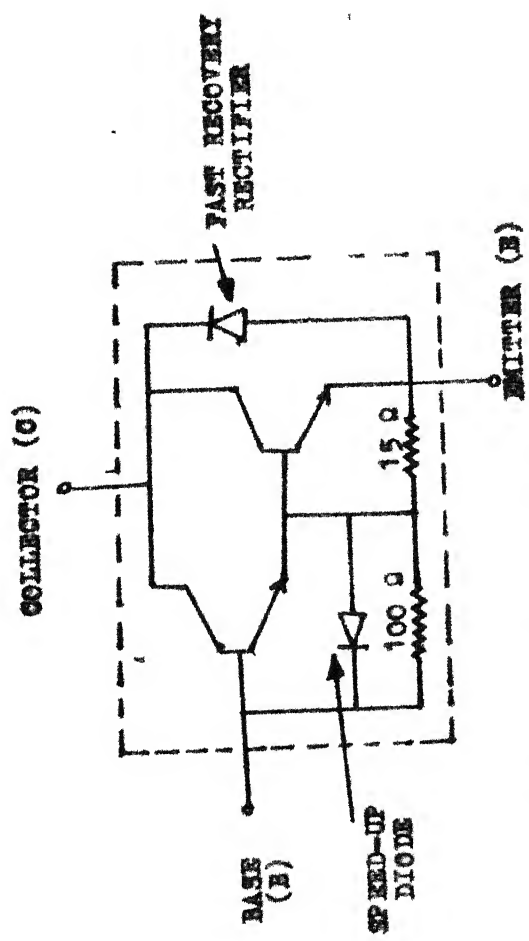 COLLECTOR (C)
FAST RECOVERY
RECTIFIER
BASE
(B)
SPEED-UP
DIODE
100 Ω
15 Ω
EMITTER (E)